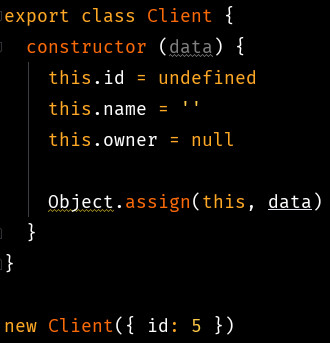 export class Client {
  constructor (data) {
    this.id = undefined
    this.name = ''
    this.owner = null

    Object.assign(this, data)
  }
}

new Client({ id: 5 })